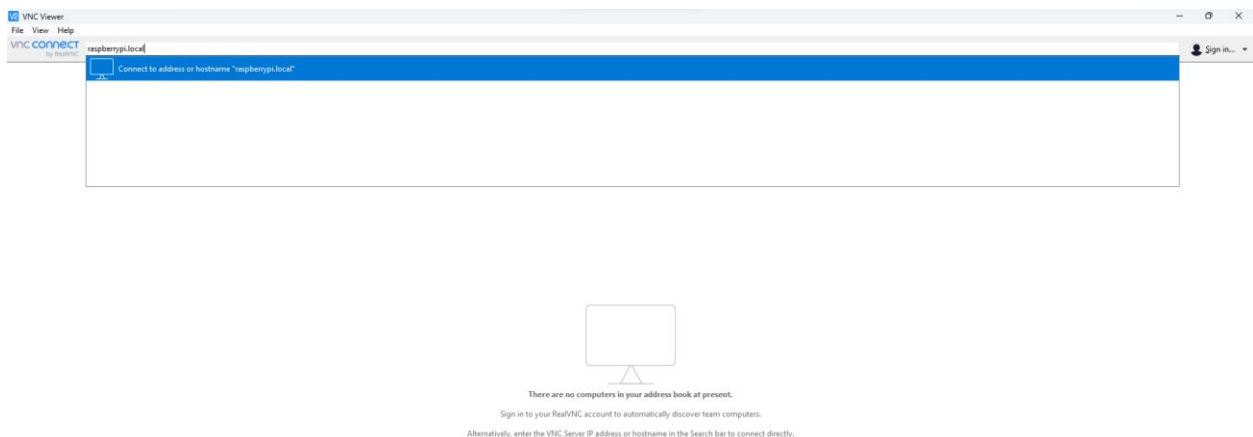 VNC Viewer
File View Help
vnc connect
by RealVNC
raspberrypi.local
Sign in...
Connect to address or hostname "raspberrypi.local"
There are no computers in your address book at present.
Sign in to your RealVNC account to automatically discover team computers.
Alternatively, enter the VNC Server IP address or hostname in the Search bar to connect directly.